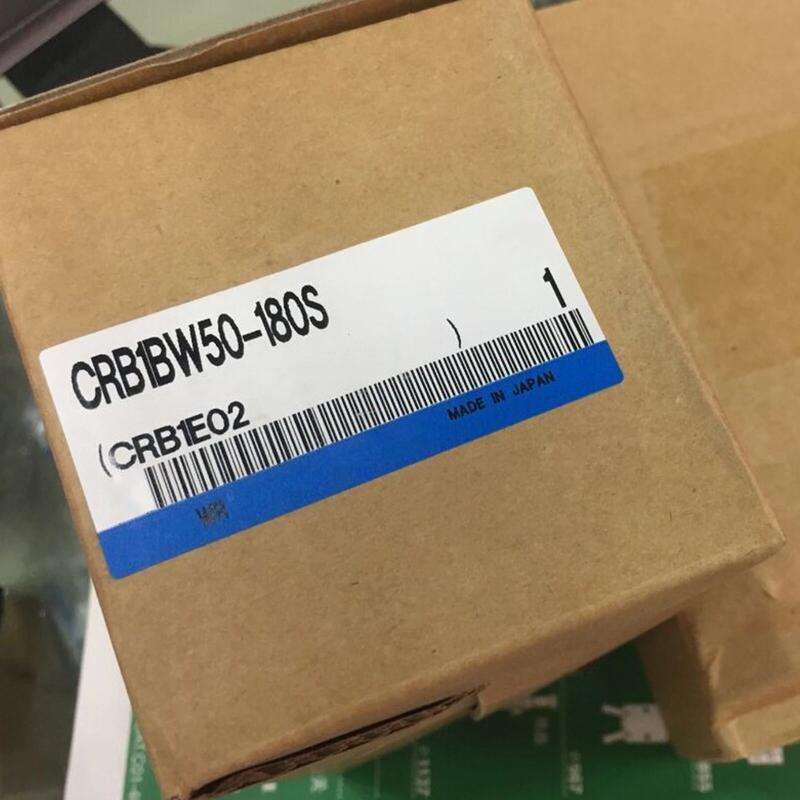 CRB1BW50-180S
1
(CRB1E02 )
MADE IN JAPAN